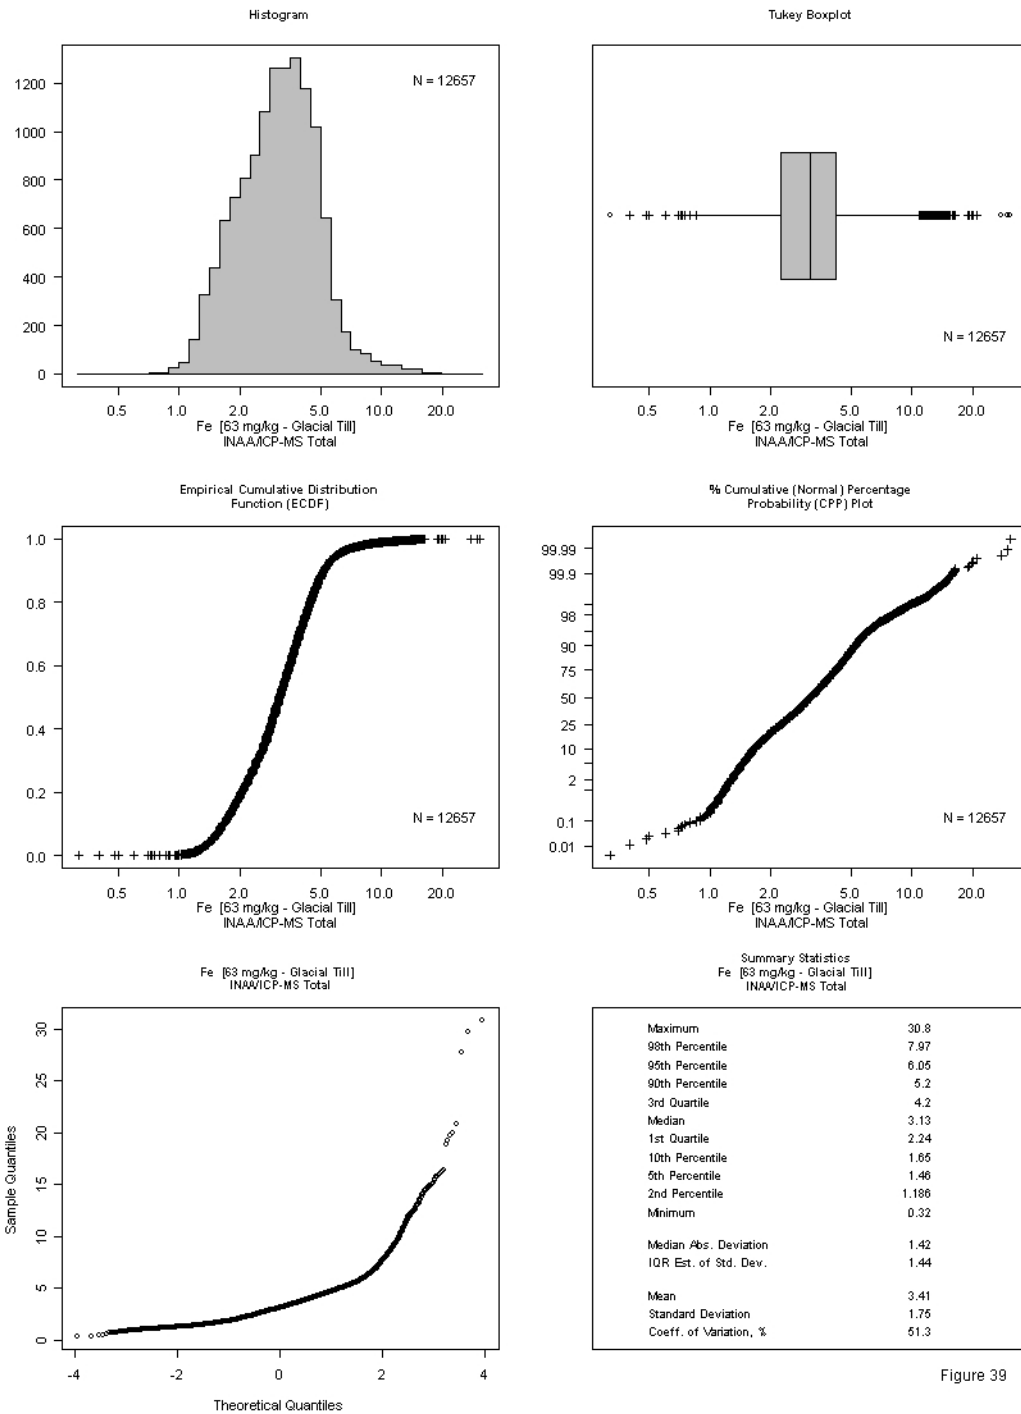 Histogram
N = 12657
1200
1000
800
600
400
200
0
0.5 1.0 2.0 5.0 10.0 20.0
Fe [63 mg/kg - Glacial Till]
INAA/ICP-MS Total
Tukey Boxplot
N = 12657
0.5 1.0 2.0 5.0 10.0 20.0
Fe [63 mg/kg - Glacial Till]
INAA/ICP-MS Total
Empirical Cumulative Distribution
Function (ECDF)
1.0
0.8
0.6
0.4
0.2
0.0
N = 12657
0.5 1.0 2.0 5.0 10.0 20.0
Fe [63 mg/kg - Glacial Till]
INAA/ICP-MS Total
% Cumulative (Normal) Percentage
Probability (CPP) Plot
99.99
99.9
98
90
75
50
25
10
2
0.1
0.01
N = 12657
0.5 1.0 2.0 5.0 10.0 20.0
Fe [63 mg/kg - Glacial Till]
INAA/ICP-MS Total
Fe [63 mg/kg - Glacial Till]
INAA/ICP-MS Total
Sample Quantiles
30
25
20
15
10
5
0
-4 -2 0 2 4
Theoretical Quantiles
Summary Statistics
Fe [63 mg/kg - Glacial Till]
INAA/ICP-MS Total
Maximum 30.8
98th Percentile 7.97
95th Percentile 6.05
90th Percentile 5.2
3rd Quartile 4.2
Median 3.13
1st Quartile 2.24
10th Percentile 1.65
5th Percentile 1.46
2nd Percentile 1.186
Minimum 0.32
Median Abs. Deviation 1.42
IQR Est. of Std. Dev. 1.44
Mean 3.41
Standard Deviation 1.75
Coeff. of Variation, % 51.3
Figure 39